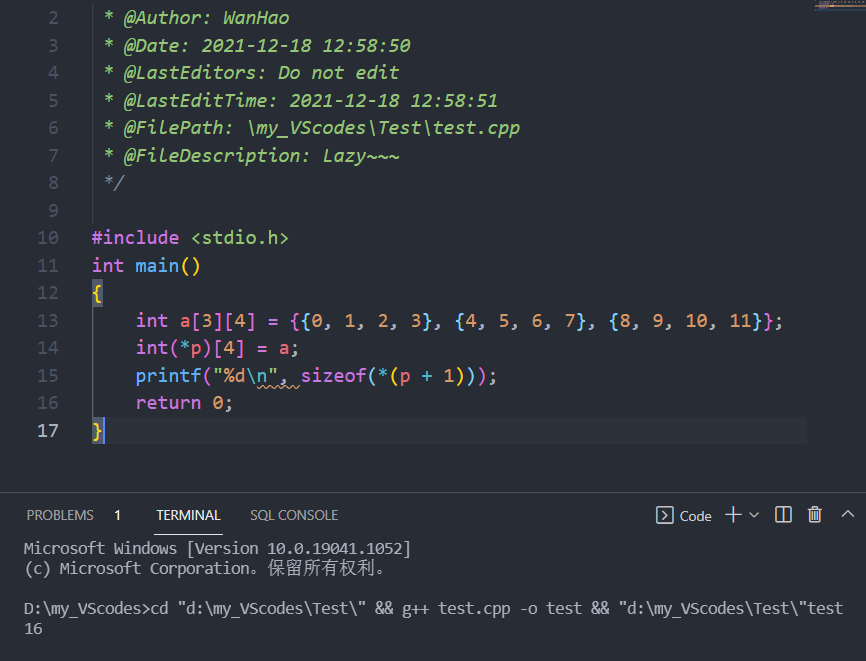 2 * @Author: WanHao
3 * @Date: 2021-12-18 12:58:50
4 * @LastEditors: Do not edit
5 * @LastEditTime: 2021-12-18 12:58:51
6 * @FilePath: \my_VScodes\Test\test.cpp
7 * @FileDescription: Lazy~~~
8 */
9
10 #include <stdio.h>
11 int main()
12 {
13 int a[3][4] = {{0, 1, 2, 3}, {4, 5, 6, 7}, {8, 9, 10, 11}};
14 int(*p)[4] = a;
15 printf("%d\n", sizeof(*(p + 1)));
16 return 0;
17 }
PROBLEMS 1 TERMINAL SQL CONSOLE Code
Microsoft Windows [Version 10.0.19041.1052]
(c) Microsoft Corporation。保留所有权利。
D:\my_VScodes>cd "d:\my_VScodes\Test\" && g++ test.cpp -o test && "d:\my_VScodes\Test\"test
16